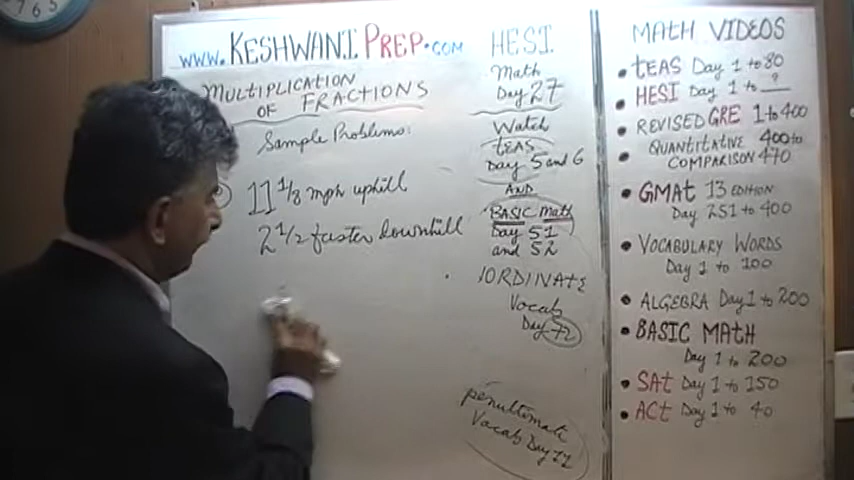 www.KESHWANI PREP.com
MULTIPLICATION
OF FRACTIONS
Sample Problems:
11 1/8 mph uphill
2 1/2 faster downhill
HESI
Math
Day 27
Watch
TEAS
Day 5 and 6
AND
BASIC Math
Day 51
and 52
Vocab
Day 72
penultimate
Vocab Day 22
MATH VIDEOS
• TEAS Day 1 to 80
• HESI Day 1 to ?
• REVISED GRE 1 to 400
• QUANTITATIVE 400 to
COMPARISON 470
• GMAT 13 EDITION
Day 251 to 400
• VOCABULARY WORDS
Day 1 to 100
• ALGEBRA Day 1 to 200
• BASIC MATH
Day 1 to 200
• SAT Day 1 to 150
• ACT Day 1 to 40
7 6 5